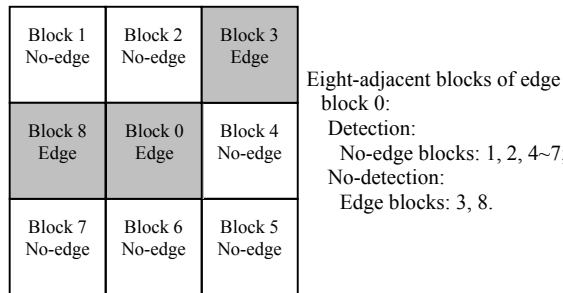 Block 1
No-edge
Block 2
No-edge
Block 3
Edge
Block 8
Edge
Block 0
Edge
Block 4
No-edge
Block 7
No-edge
Block 6
No-edge
Block 5
No-edge
Eight-adjacent blocks of edge
block 0:
Detection:
No-edge blocks: 1, 2, 4~7;
No-detection:
Edge blocks: 3, 8.